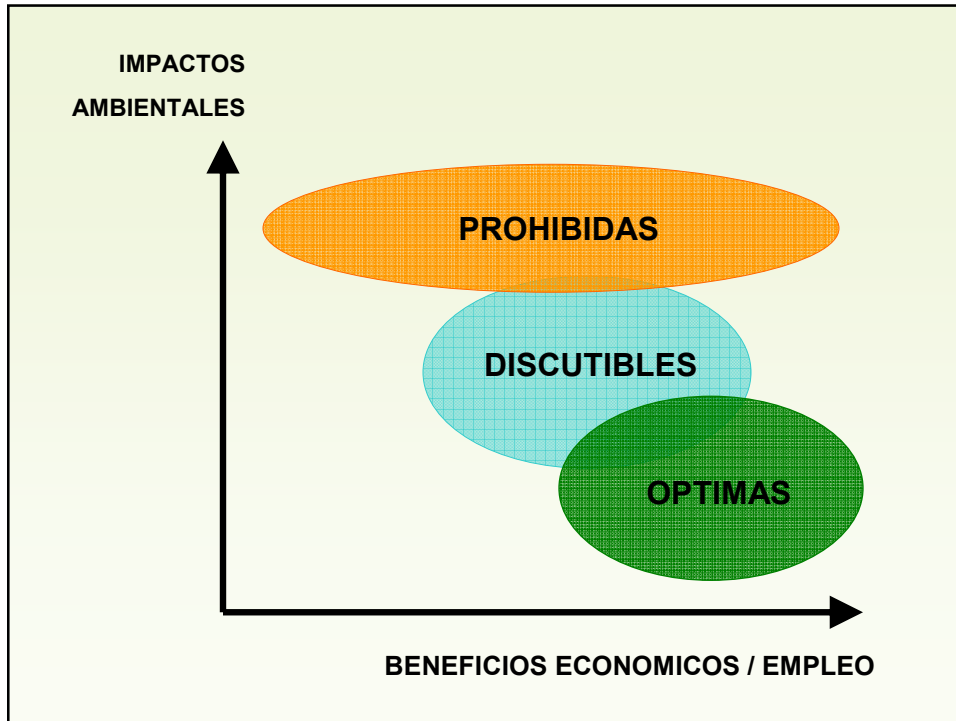 IMPACTOS
AMBIENTALES
PROHIBIDAS
DISCUTIBLES
OPTIMAS
BENEFICIOS ECONOMICOS / EMPLEO